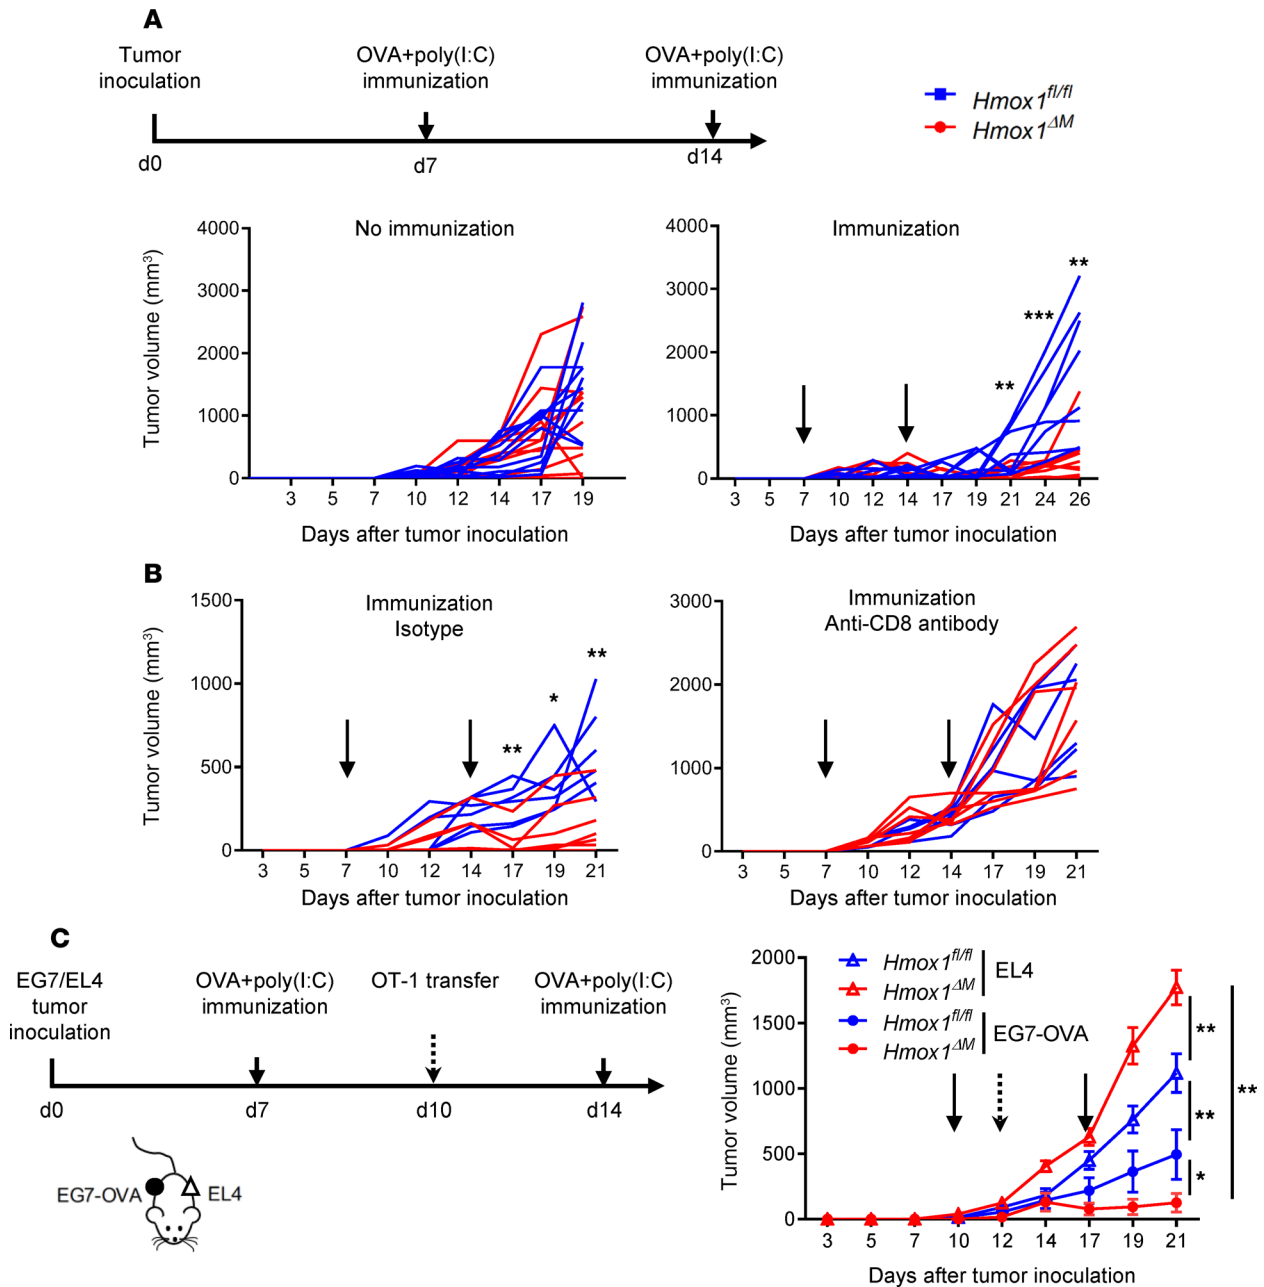 A
Tumor
inoculation
OVA+poly(I:C)
immunization
OVA+poly(I:C)
immunization
d0
d7
d14
Hmox1fl/fl
Hmox1ΔM
No immunization
Tumor volume (mm3)
4000
3000
2000
1000
0
3 5 7 10 12 14 17 19
Days after tumor inoculation
Immunization
Tumor volume (mm3)
4000
3000
2000
1000
0
**
***
**
3 5 7 10 12 14 17 19 21 24 26
Days after tumor inoculation
B
Immunization
Isotype
Tumor volume (mm3)
1500
1000
500
0
**
*
**
3 5 7 10 12 14 17 19 21
Days after tumor inoculation
Immunization
Anti-CD8 antibody
3000
2000
1000
0
3 5 7 10 12 14 17 19 21
Days after tumor inoculation
C
EG7/EL4
tumor
inoculation
OVA+poly(I:C)
immunization
OT-1 transfer
OVA+poly(I:C)
immunization
d0
d7
d10
d14
EG7-OVA
EL4
Tumor volume (mm3)
2000
1500
1000
500
0
Hmox1fl/fl
Hmox1ΔM
EL4
Hmox1fl/fl
Hmox1ΔM
EG7-OVA
**
**
*
**
3 5 7 10 12 14 17 19 21
Days after tumor inoculation